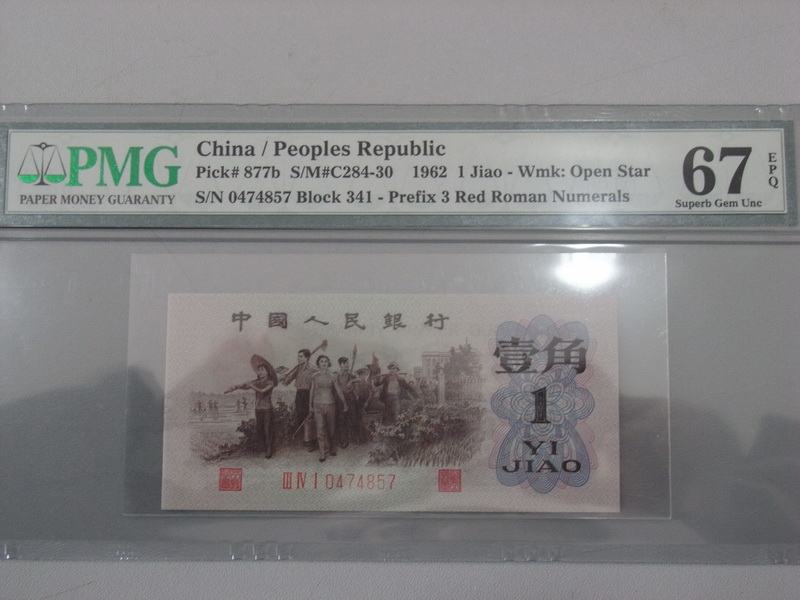 PMG
PAPER MONEY GUARANTY
China / Peoples Republic
Pick# 877b S/M#C284-30 1962 1 Jiao - Wmk: Open Star
S/N 0474857 Block 341 - Prefix 3 Red Roman Numerals
67
EPQ
Superb Gem Unc
中國人民銀行
壹角
1
YI
JIAO
III IV I 0474857